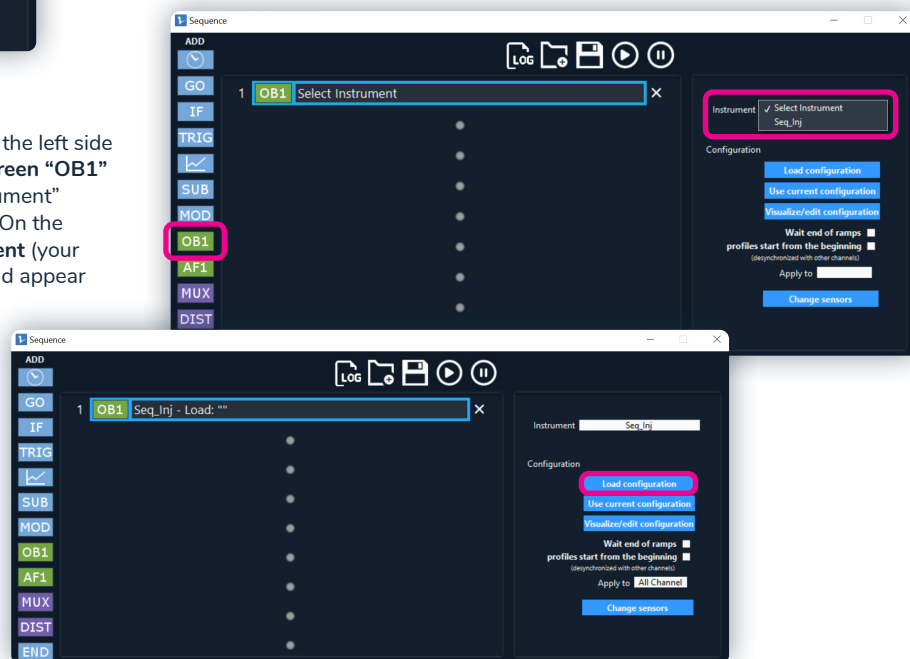 Sequence
ADD
GO
1 OB1 Select Instrument
IF
Instrument ✓ Select Instrument
Seq_Inj
TRIG
the left side
reen “OB1”
Configuration
Load configuration
SUB
Use current configuration
ument”
MOD
Visualize/edit configuration
On the
Wait end of ramps
OB1
profiles start from the beginning
ent (your
(desynchronized with other channels)
AF1
Apply to
d appear
MUX
Change sensors
DIST
LOG
Sequence
ADD
LOG
GO
1 OB1 Seq_Inj - Load: ""
IF
Instrument Seq_Inj
TRIG
Configuration
Load configuration
SUB
Use current configuration
MOD
Visualize/edit configuration
Wait end of ramps
OB1
profiles start from the beginning
(desynchronized with other channels)
AF1
Apply to All Channel
MUX
Change sensors
DIST
END